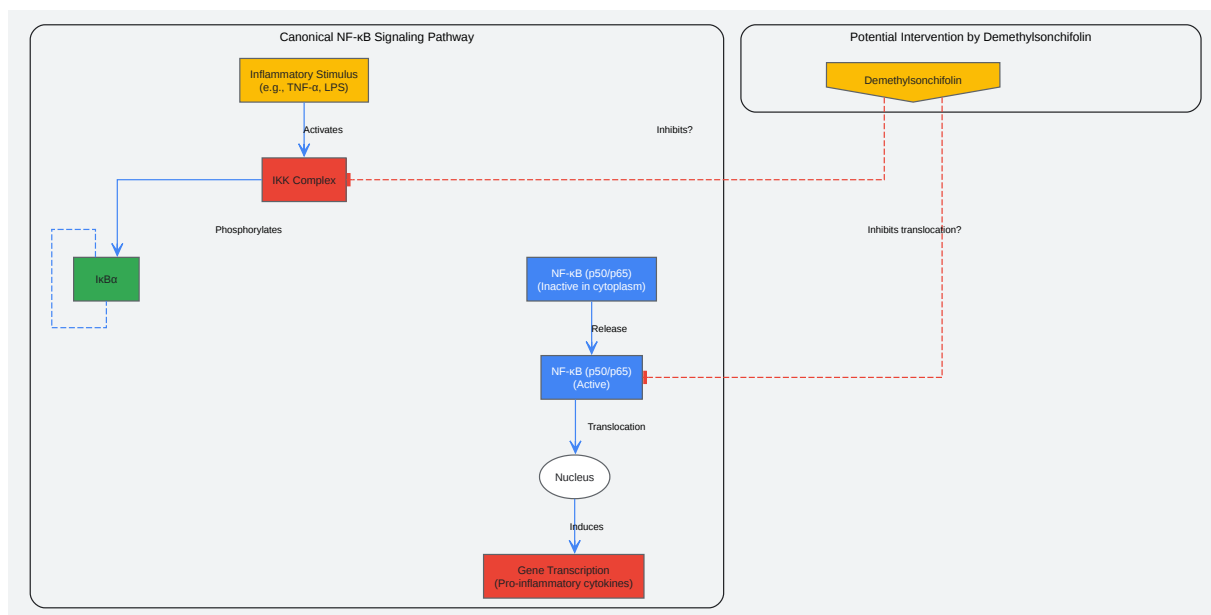 Canonical NF-κB Signaling Pathway
Potential Intervention by Demethylsonchifolin
Inflammatory Stimulus
(e.g., TNF-α, LPS)
Demethylsonchifolin
Activates
Inhibits?
IKK Complex
Phosphorylates
Inhibits translocation?
IκBα
NF-κB (p50/p65)
(Inactive in cytoplasm)
Release
NF-κB (p50/p65)
(Active)
Translocation
Nucleus
Induces
Gene Transcription
(Pro-inflammatory cytokines)